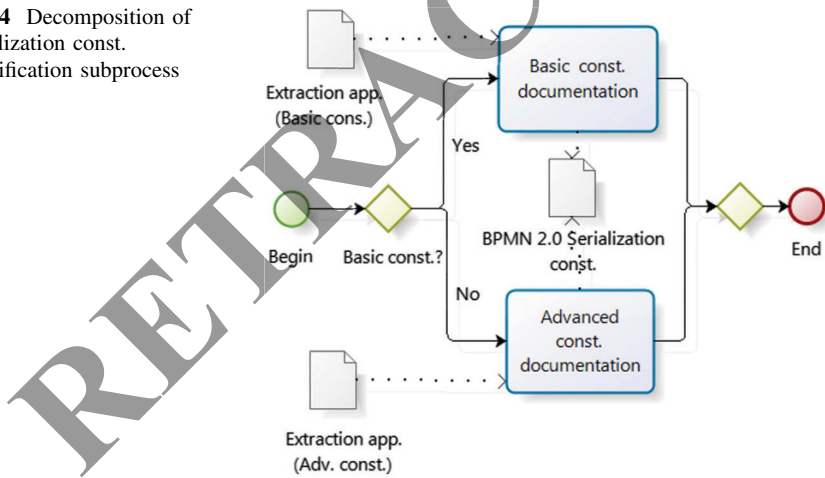 4 Decomposition of
lization const.
ification subprocess
Extraction app.
(Basic cons.)
Basic const.
documentation
Yes
Begin
Basic const.?
BPMN 2.0 Serialization
const.
End
No
Advanced
const.
documentation
Extraction app.
(Adv. const.)
RETRAC